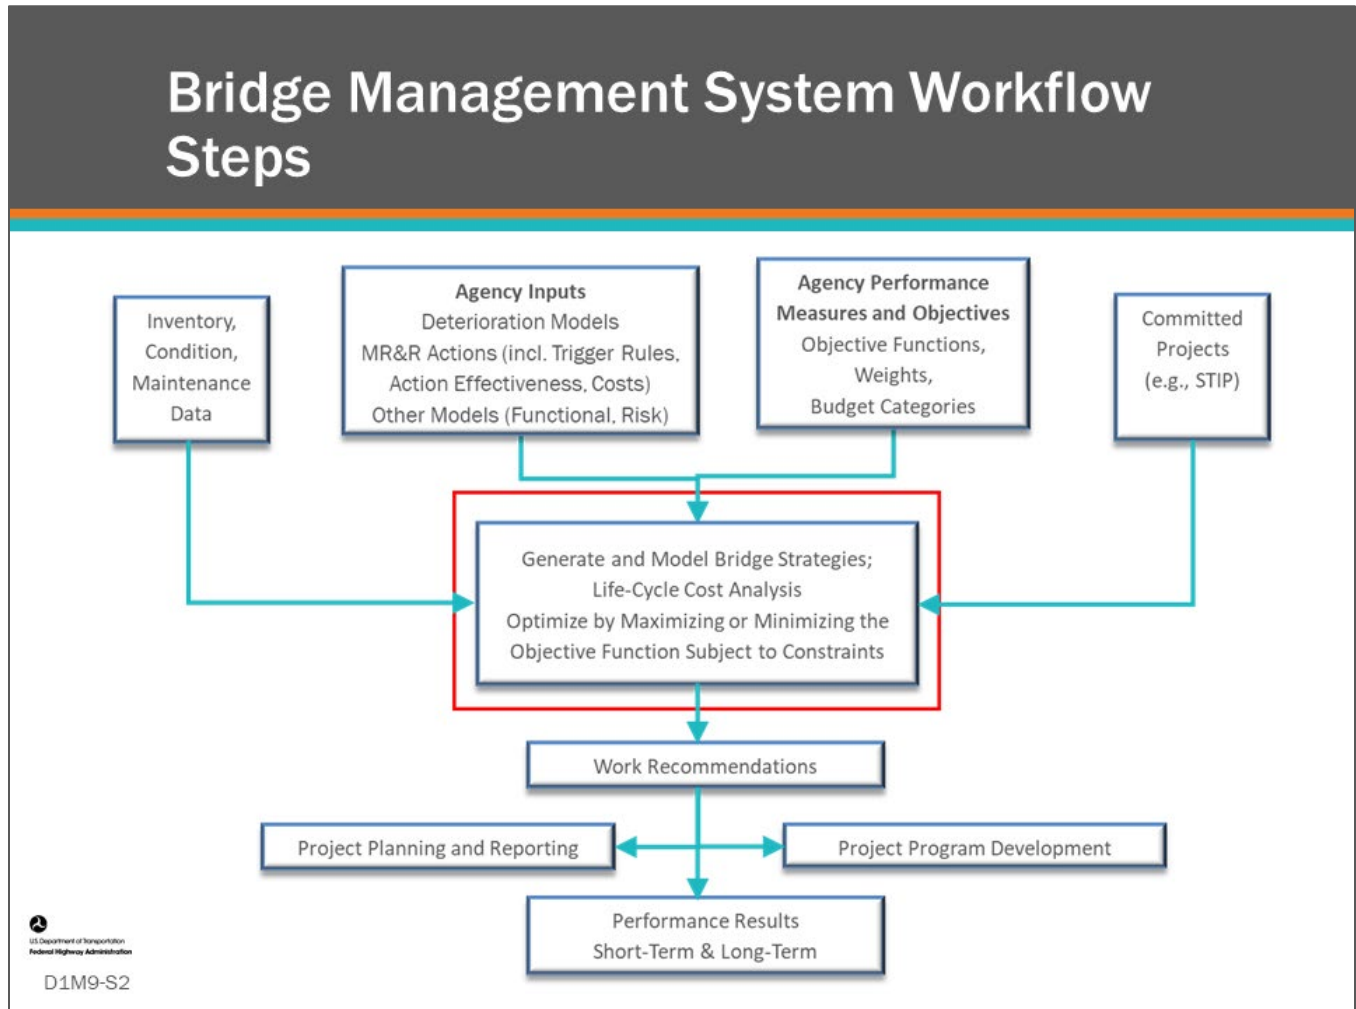 Bridge Management System Workflow
Steps
Inventory,
Condition,
Maintenance
Data
Agency Inputs
Deterioration Models
MR&R Actions (incl. Trigger Rules,
Action Effectiveness, Costs)
Other Models (Functional, Risk)
Agency Performance
Measures and Objectives
Objective Functions,
Weights,
Budget Categories
Committed
Projects
(e.g., STIP)
Generate and Model Bridge Strategies;
Life-Cycle Cost Analysis
Optimize by Maximizing or Minimizing the
Objective Function Subject to Constraints
Work Recommendations
Project Planning and Reporting
Project Program Development
Performance Results
Short-Term & Long-Term
U.S. Department of Transportation
Federal Highway Administration
D1M9-S2